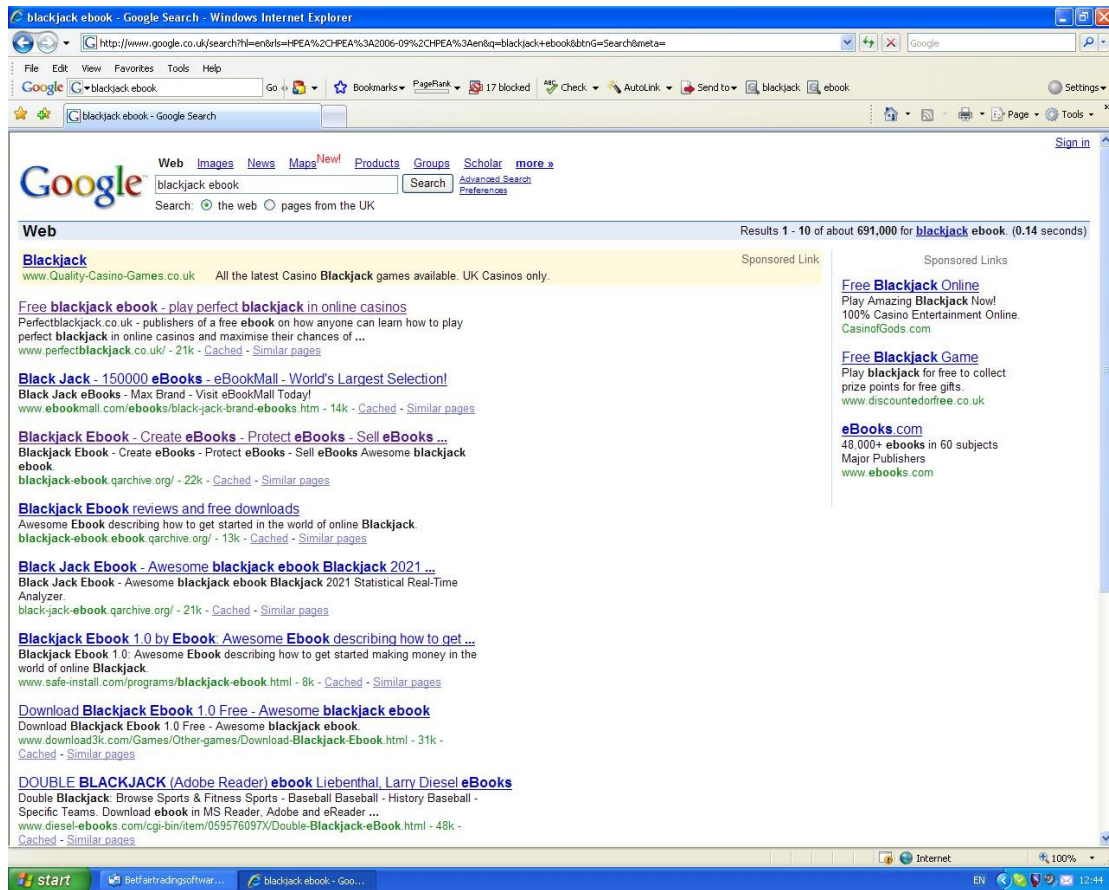 blackjack ebook - Google Search - Windows Internet Explorer
http://www.google.co.uk/search?hl=en&rls=HPEA%2CHPEA%3A2006-09%2CHPEA%3Aen&q=blackjack+ebook&btnG=Search&meta=
Google
File Edit View Favorites Tools Help
Google blackjack ebook Go Bookmarks PageRank 17 blocked ABC Check AutoLink Send to blackjack ebook Settings
blackjack ebook - Google Search Page Tools
Sign in
Web Images News Maps New! Products Groups Scholar more »
Google blackjack ebook Search Advanced Search
Preferences
Search: the web pages from the UK
Web Results 1 - 10 of about 691,000 for blackjack ebook. (0.14 seconds)
Blackjack Sponsored Link
www.Quality-Casino-Games.co.uk All the latest Casino Blackjack games available. UK Casinos only.
Free blackjack ebook - play perfect blackjack in online casinos
Perfectblackjack.co.uk - publishers of a free ebook on how anyone can learn how to play
perfect blackjack in online casinos and maximise their chances of ...
www.perfectblackjack.co.uk/ - 21k - Cached - Similar pages
Black Jack - 150000 eBooks - eBookMall - World's Largest Selection!
Black Jack eBooks - Max Brand - Visit eBookMall Today!
www.ebookmall.com/ebooks/black-jack-brand-ebooks.htm - 14k - Cached - Similar pages
Blackjack Ebook - Create eBooks - Protect eBooks - Sell eBooks ...
Blackjack Ebook - Create eBooks - Protect eBooks - Sell eBooks Awesome blackjack
ebook.
blackjack-ebook.qarchive.org/ - 22k - Cached - Similar pages
Blackjack Ebook reviews and free downloads
Awesome Ebook describing how to get started in the world of online Blackjack.
blackjack-ebook.ebook.qarchive.org/ - 13k - Cached - Similar pages
Black Jack Ebook - Awesome blackjack ebook Blackjack 2021 ...
Black Jack Ebook - Awesome blackjack ebook Blackjack 2021 Statistical Real-Time
Analyzer.
black-jack-ebook.qarchive.org/ - 21k - Cached - Similar pages
Blackjack Ebook 1.0 by Ebook: Awesome Ebook describing how to get ...
Blackjack Ebook 1.0: Awesome Ebook describing how to get started making money in the
world of online Blackjack.
www.safe-install.com/programs/blackjack-ebook.html - 8k - Cached - Similar pages
Download Blackjack Ebook 1.0 Free - Awesome blackjack ebook
Download Blackjack Ebook 1.0 Free - Awesome blackjack ebook.
www.download3k.com/Games/Other-games/Download-Blackjack-Ebook.html - 31k -
Cached - Similar pages
DOUBLE BLACKJACK (Adobe Reader) ebook Liebenthal, Larry Diesel eBooks
Double Blackjack: Browse Sports & Fitness Sports - Baseball Baseball - History Baseball -
Specific Teams. Download ebook in MS Reader, Adobe and eReader ...
www.diesel-ebooks.com/cgi-bin/item/059576097X/Double-Blackjack-eBook.html - 48k -
Cached - Similar pages
Sponsored Links
Free Blackjack Online
Play Amazing Blackjack Now!
100% Casino Entertainment Online.
CasinofGods.com
Free Blackjack Game
Play blackjack for free to collect
prize points for free gifts.
www.discountedorfree.co.uk
eBooks.com
48,000+ ebooks in 60 subjects
Major Publishers
www.ebooks.com
Internet 100%
start Betfairtradingsoftwar... blackjack ebook - Goo... EN 12:44